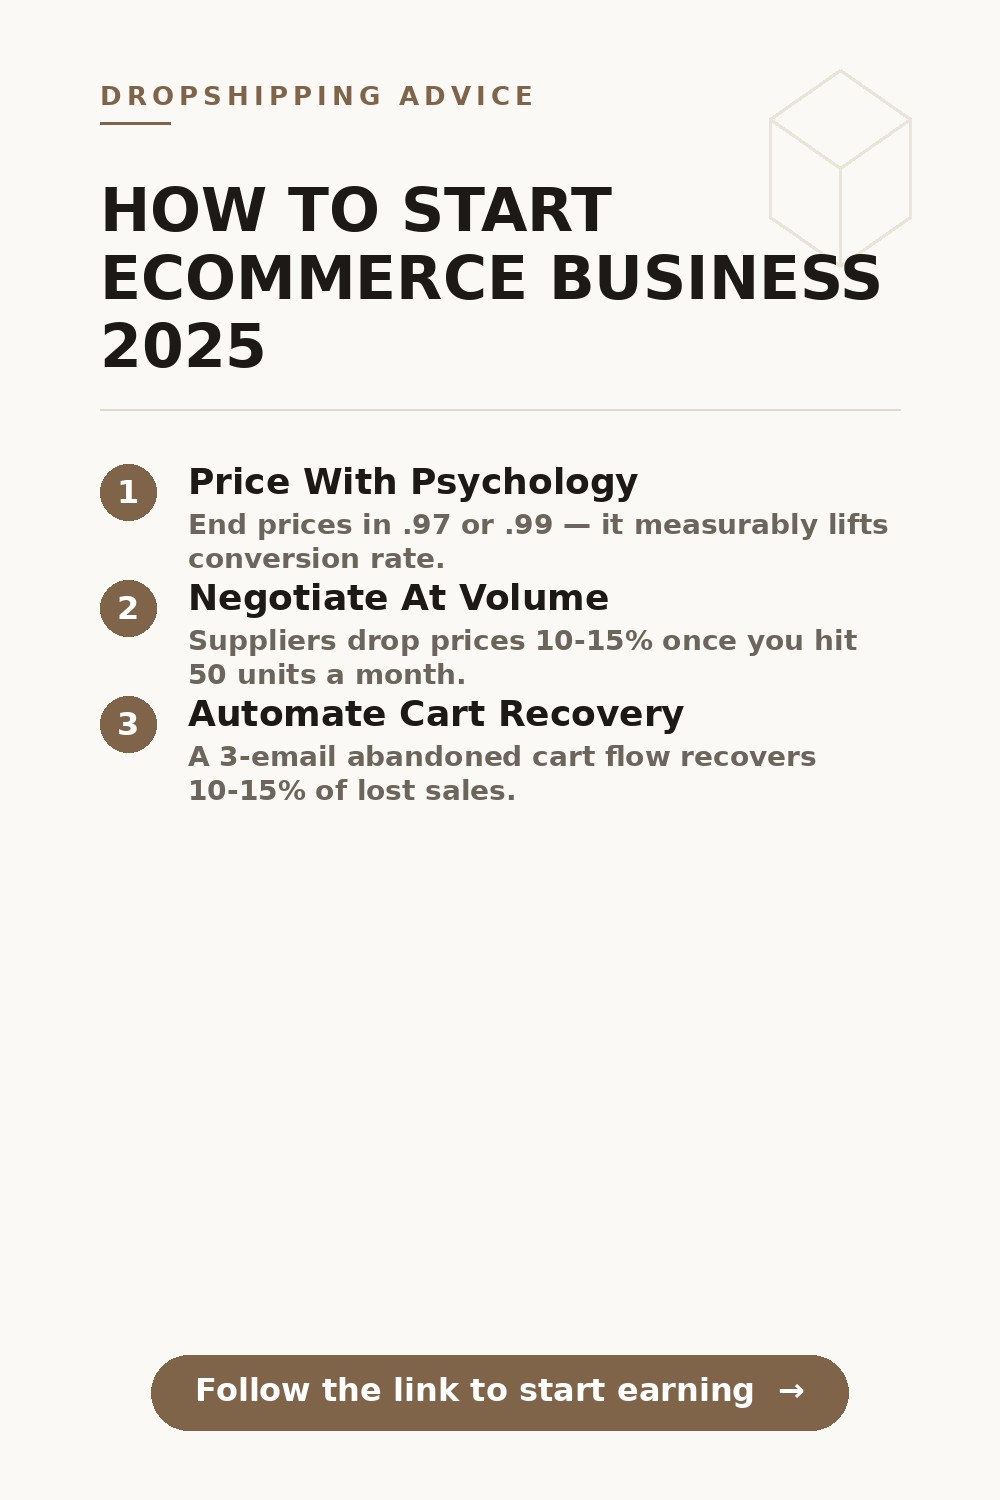 DROPSHIPPING ADVICE
HOW TO START
ECOMMERCE BUSINESS
2025
1 Price With Psychology
End prices in .97 or .99 — it measurably lifts
conversion rate.
2 Negotiate At Volume
Suppliers drop prices 10-15% once you hit
50 units a month.
3 Automate Cart Recovery
A 3-email abandoned cart flow recovers
10-15% of lost sales.
Follow the link to start earning →